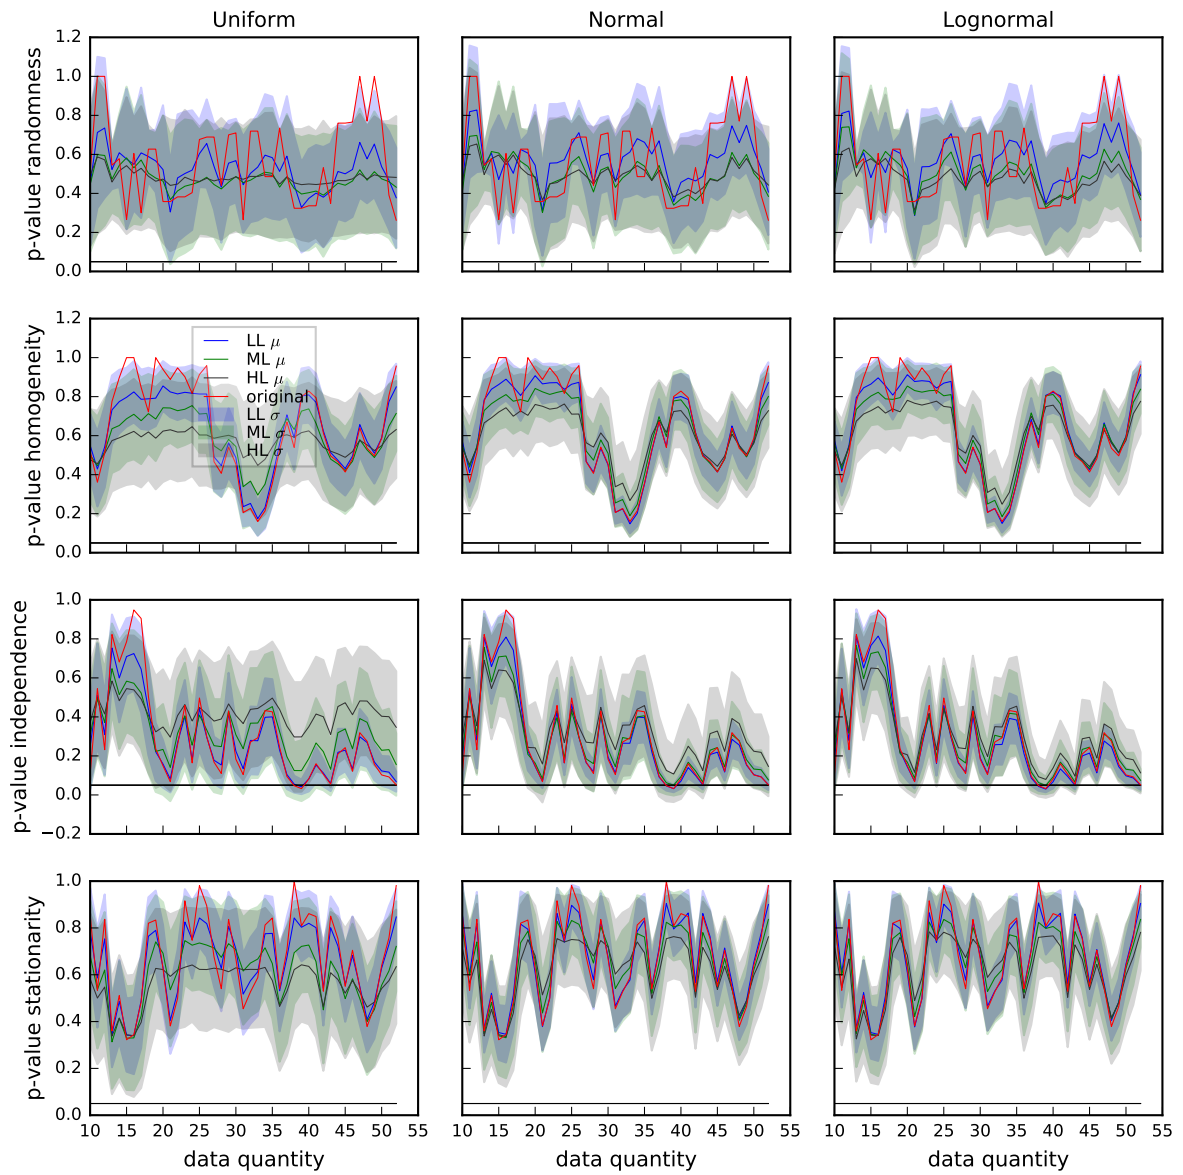 Uniform Normal Lognormal
p-value randomness
1.2
1.0
0.8
0.6
0.4
0.2
0.0
p-value homogeneity
1.2
1.0
0.8
0.6
0.4
0.2
0.0
LL μ
ML μ
HL μ
original
LL σ
ML σ
HL σ
p-value independence
1.0
0.8
0.6
0.4
0.2
0.0
−0.2
p-value stationarity
1.0
0.8
0.6
0.4
0.2
0.0
10 15 20 25 30 35 40 45 50 55 10 15 20 25 30 35 40 45 50 55 10 15 20 25 30 35 40 45 50 55
data quantity data quantity data quantity